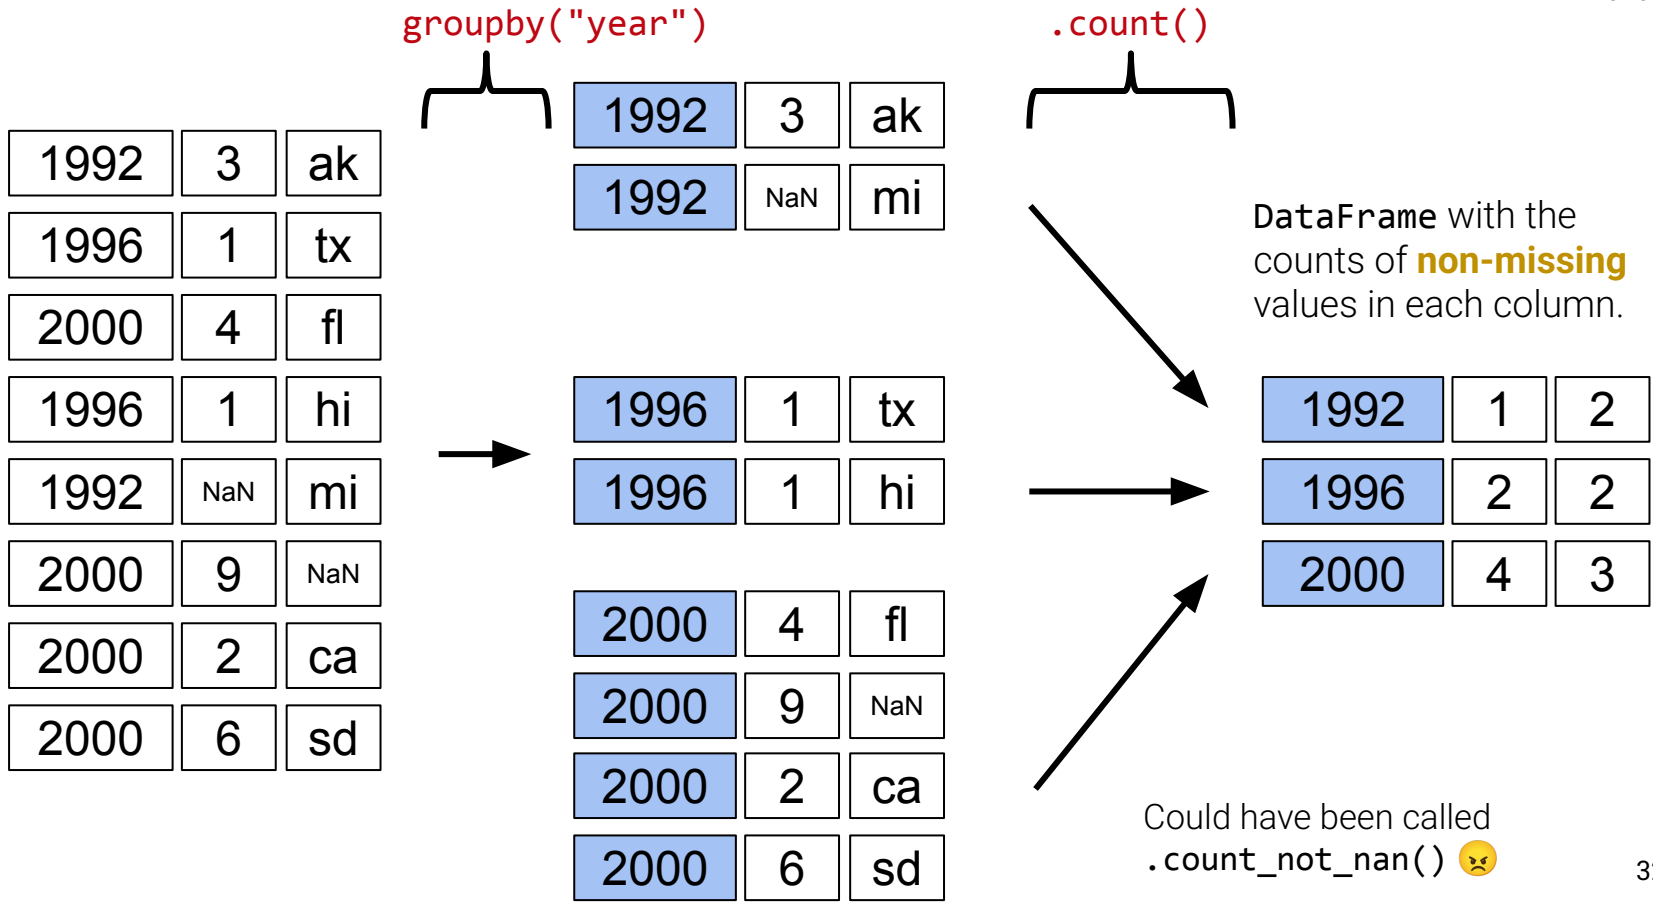 groupby("year")
.count()
1992 3 ak
1996 1 tx
2000 4 fl
1996 1 hi
1992 NaN mi
2000 9 NaN
2000 2 ca
2000 6 sd
1992 3 ak
1992 NaN mi
1996 1 tx
1996 1 hi
2000 4 fl
2000 9 NaN
2000 2 ca
2000 6 sd
DataFrame with the
counts of non-missing
values in each column.
1992 1 2
1996 2 2
2000 4 3
Could have been called
.count_not_nan() 😠